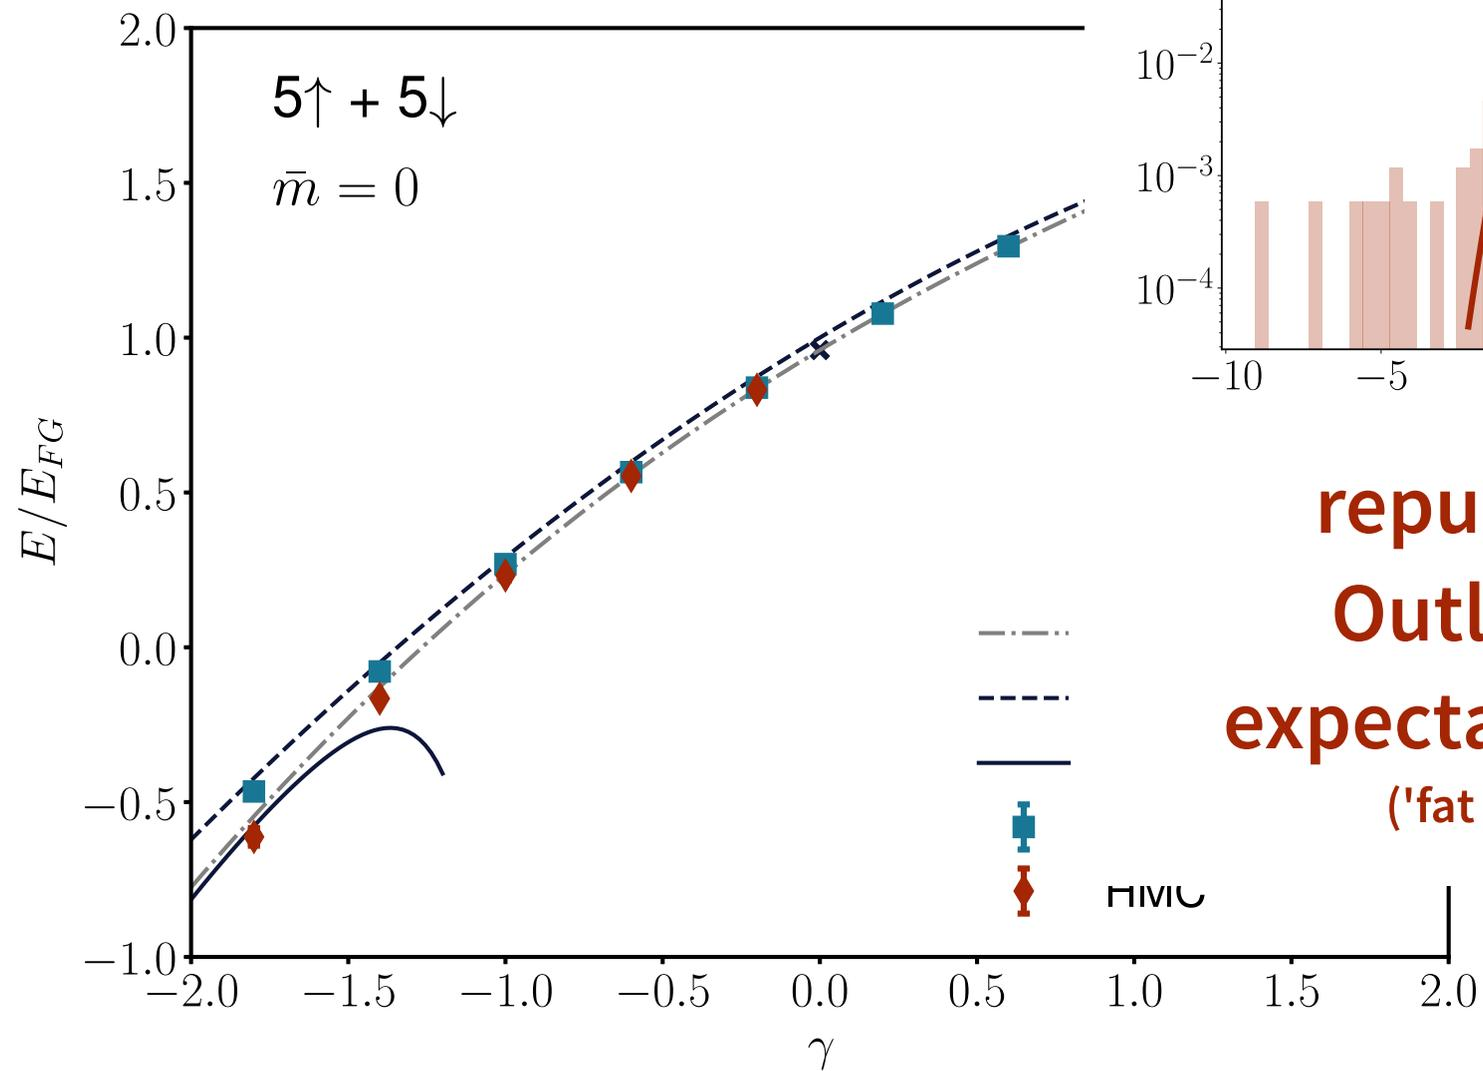 2.0
5↑ + 5↓
m̄ = 0
1.5
1.0
0.5
0.0
−0.5
−1.0
E/E_{FG}
−2.0 −1.5 −1.0 −0.5 0.0 0.5 1.0 1.5 2.0
γ
HMC
10^{−2}
10^{−3}
10^{−4}
−10 −5
repu
Outl
expecta
('fat